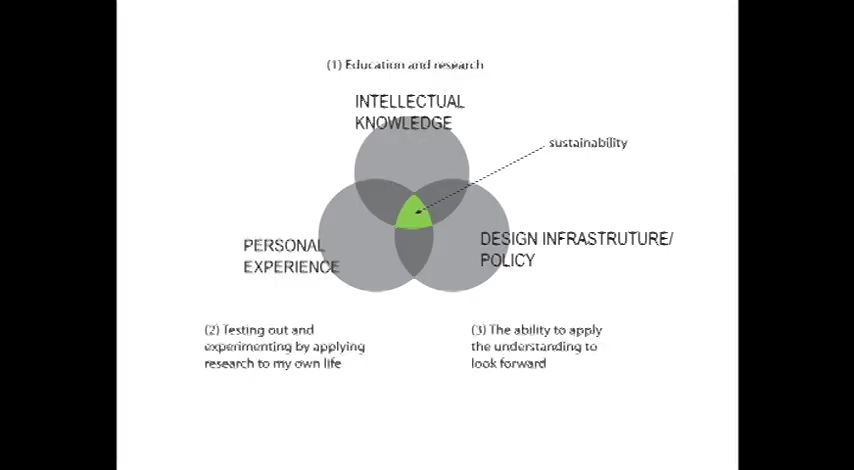 (1) Education and research
INTELLECTUAL
KNOWLEDGE
sustainability
PERSONAL
EXPERIENCE
DESIGN INFRASTRUTURE/
POLICY
(2) Testing out and
experimenting by applying
research to my own life
(3) The ability to apply
the understanding to
look forward